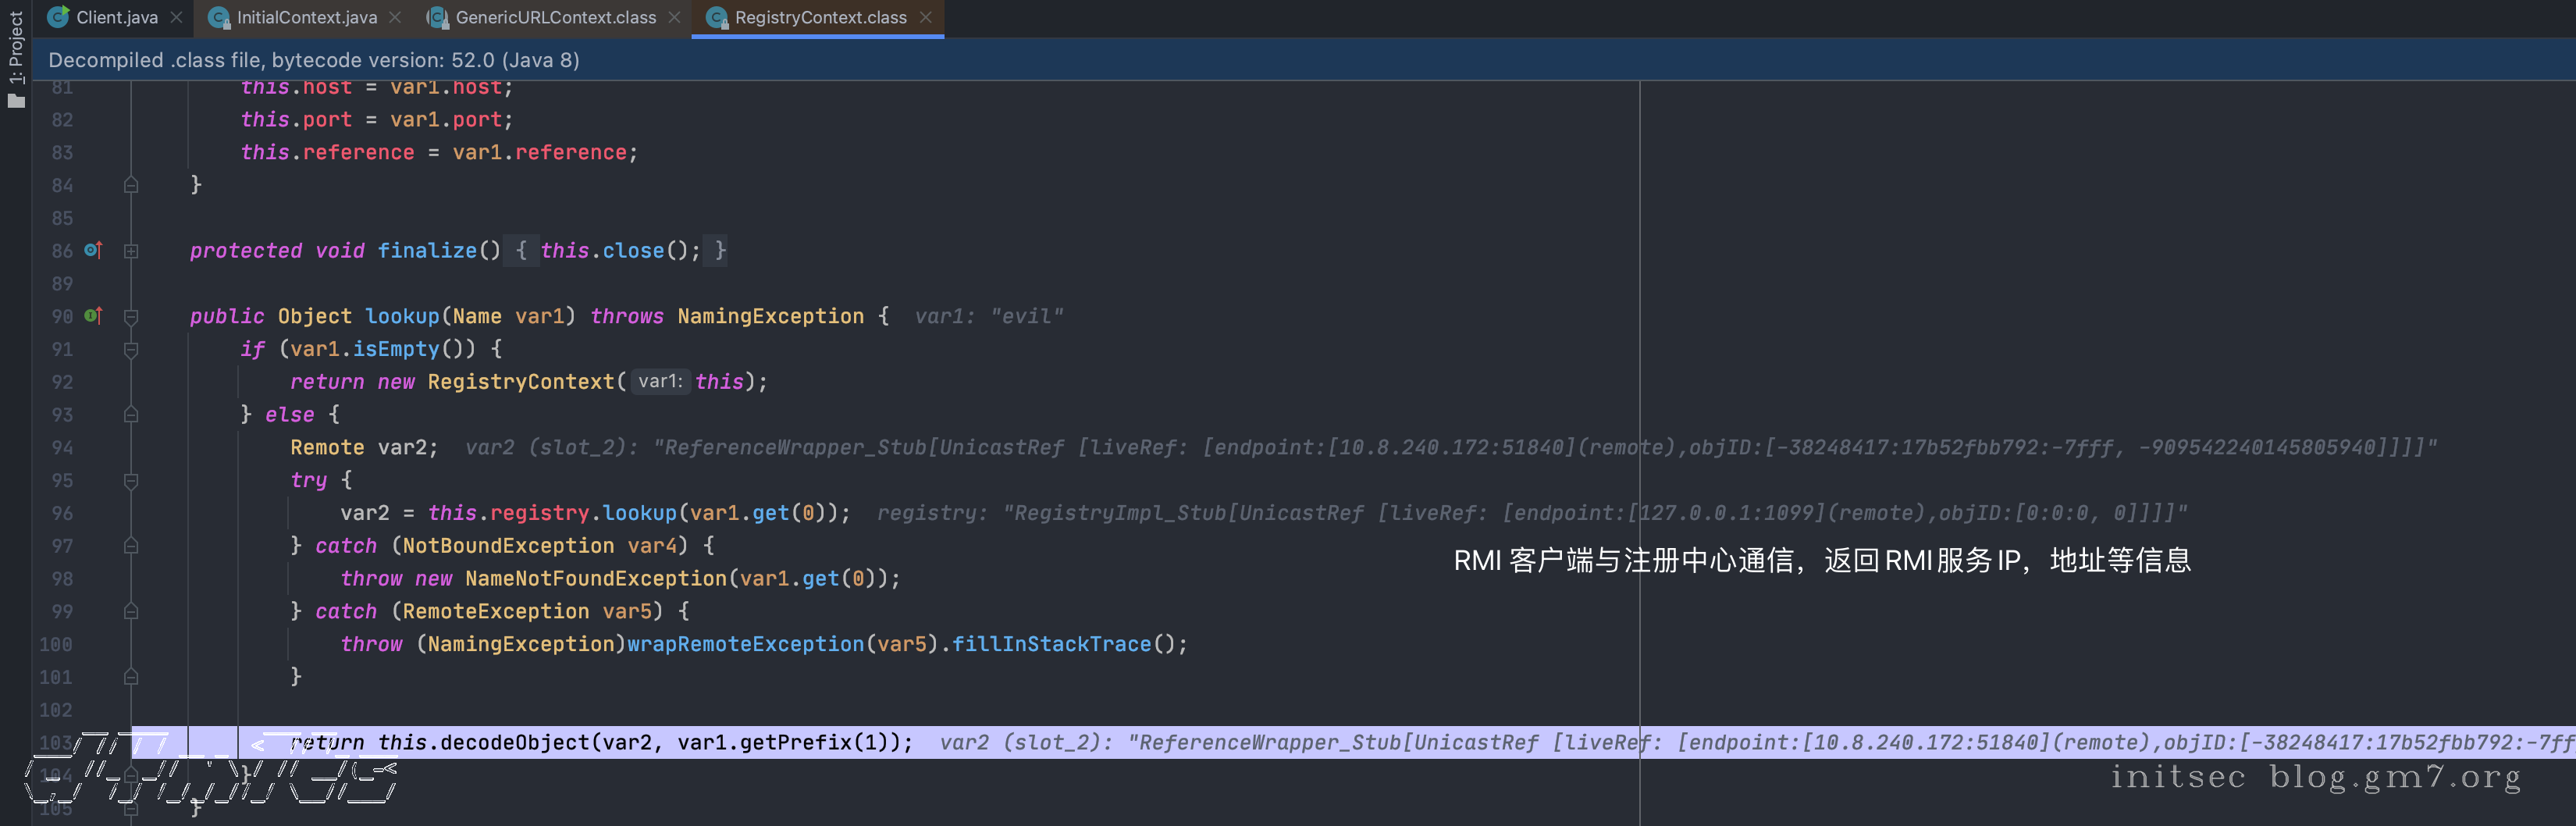 Client.java InitialContext.java GenericURLContext.class RegistryContext.class
1: Project
Decompiled .class file, bytecode version: 52.0 (Java 8)
81 this.host = var1.host;
82 this.port = var1.port;
83 this.reference = var1.reference;
84 }
85
86 protected void finalize() { this.close(); }
89
90 public Object lookup(Name var1) throws NamingException { var1: "evil"
91 if (var1.isEmpty()) {
92 return new RegistryContext( var1: this);
93 } else {
94 Remote var2; var2 (slot_2): "ReferenceWrapper_Stub[UnicastRef [liveRef: [endpoint:[10.8.240.172:51840](remote),objID:[-38248417:17b52fbb792:-7fff, -909542240145805940]]]]"
95 try {
96 var2 = this.registry.lookup(var1.get(0)); registry: "RegistryImpl_Stub[UnicastRef [liveRef: [endpoint:[127.0.0.1:1099](remote),objID:[0:0:0, 0]]]]"
97 } catch (NotBoundException var4) {
RMI 客户端与注册中心通信，返回RMI服务IP，地址等信息
98 throw new NameNotFoundException(var1.get(0));
99 } catch (RemoteException var5) {
100 throw (NamingException)wrapRemoteException(var5).fillInStackTrace();
101 }
102
103 return this.decodeObject(var2, var1.getPrefix(1)); var2 (slot_2): "ReferenceWrapper_Stub[UnicastRef [liveRef: [endpoint:[10.8.240.172:51840](remote),objID:[-38248417:17b52fbb792:-7ff
104 }
initsec blog.gm7.org
105 }